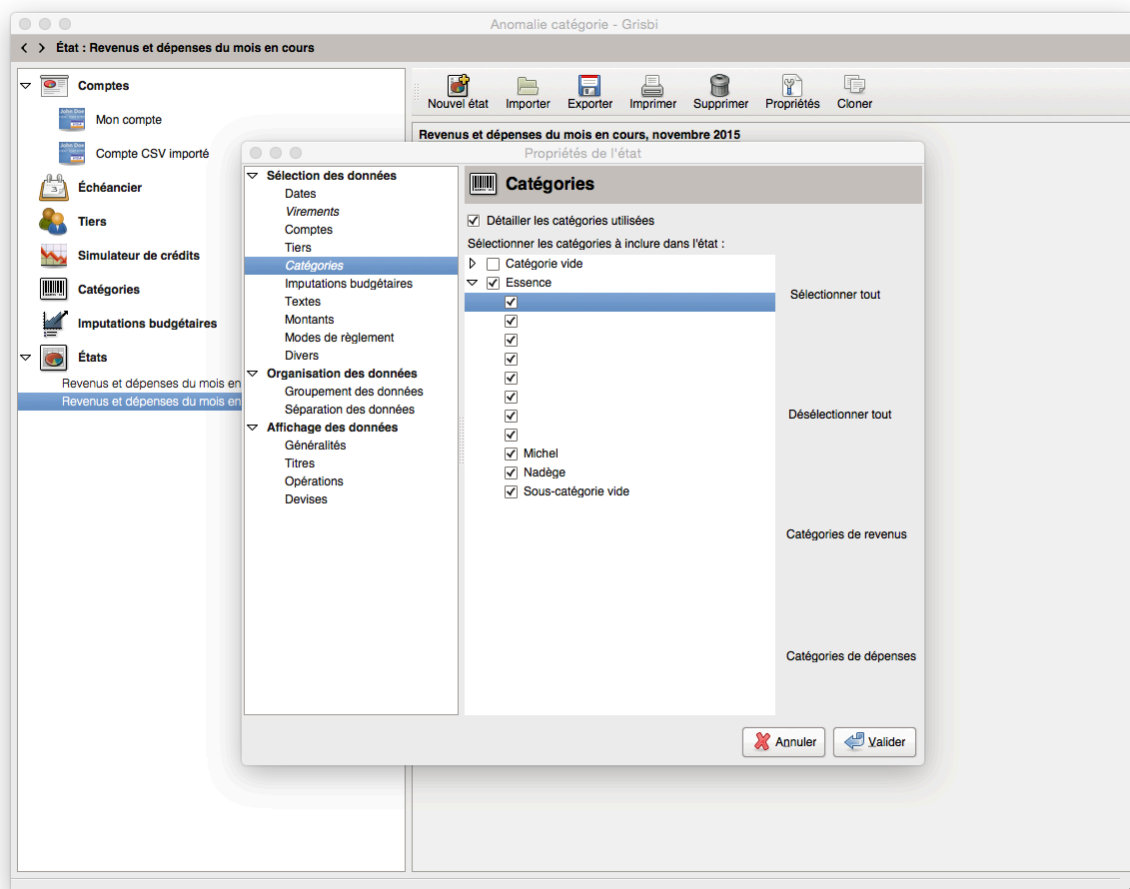 Anomalie catégorie - Grisbi
État : Revenus et dépenses du mois en cours
Comptes
Mon compte
Compte CSV importé
Échéancier
Tiers
Simulateur de crédits
Catégories
Imputations budgétaires
États
Revenus et dépenses du mois en
Revenus et dépenses du mois en
Nouvel état Importer Exporter Imprimer Supprimer Propriétés Cloner
Revenus et dépenses du mois en cours, novembre 2015
Propriétés de l'état
Sélection des données
Dates
Virements
Comptes
Tiers
Catégories
Imputations budgétaires
Textes
Montants
Modes de règlement
Divers
Organisation des données
Groupement des données
Séparation des données
Affichage des données
Généralités
Titres
Opérations
Devises
Catégories
Détailler les catégories utilisées
Sélectionner les catégories à inclure dans l'état :
Catégorie vide
Essence
Michel
Nadège
Sous-catégorie vide
Sélectionner tout
Désélectionner tout
Catégories de revenus
Catégories de dépenses
Annuler
Valider